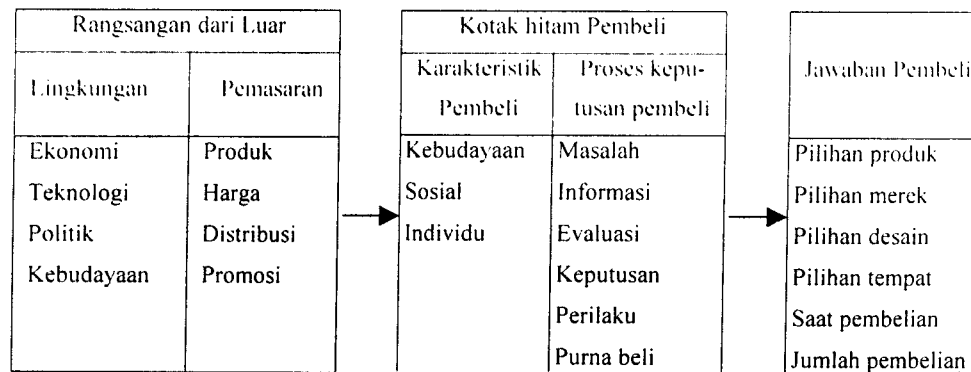 Rangsangan dari Luar
Lingkungan
Pemasaran
Ekonomi
Teknologi
Politik
Kebudayaan
Produk
Harga
Distribusi
Promosi
Kotak hitam Pembeli
Karakteristik
Pembeli
Proses kepu-
tusan pembeli
Kebudayaan
Sosial
Individu
Masalah
Informasi
Evaluasi
Keputusan
Perilaku
Purna beli
Jawaban Pembeli
Pilihan produk
Pilihan merek
Pilihan desain
Pilihan tempat
Saat pembelian
Jumlah pembelian